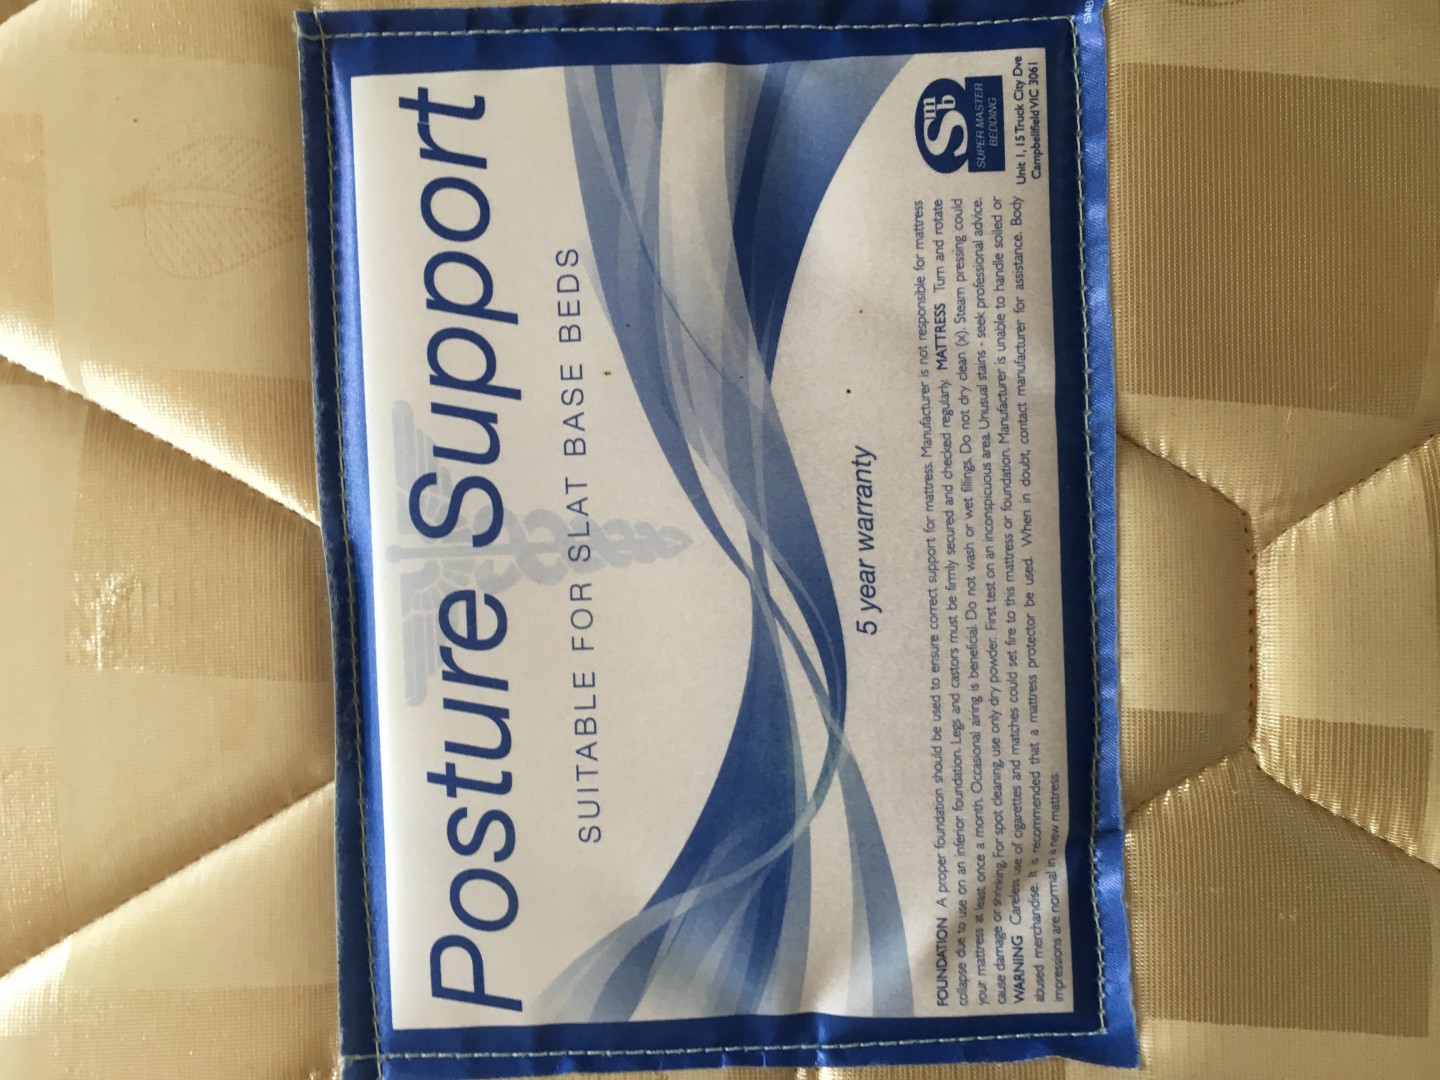 Posture Support
SUITABLE FOR SLAT BASE BEDS
5 year warranty
FOUNDATION A proper foundation should be used to ensure correct support for mattress. Manufacturer is not responsible for mattress
collapse due to use on an inferior foundation. Legs and castors must be firmly secured and checked regularly. MATTRESS Turn and rotate
your mattress at least once a month. Occasional airing is beneficial. Do not wash or wet fillings. Do not dry clean (x). Steam pressing could
cause damage or shrinking. For spot cleaning, use only dry powder. First test on an inconspicuous area. Unusual stains - seek professional advice.
WARNING Careless use of cigarettes and matches could set fire to this mattress or foundation. Manufacturer is unable to handle soiled or
abused merchandise. It is recommended that a mattress protector be used. When in doubt, contact manufacturer for assistance. Body
impressions are normal in a new mattress.
Smb
SUPER MASTER
BEDDING
Unit 1, 15 Truck City Dve
Campbellfield VIC 3061
SMB